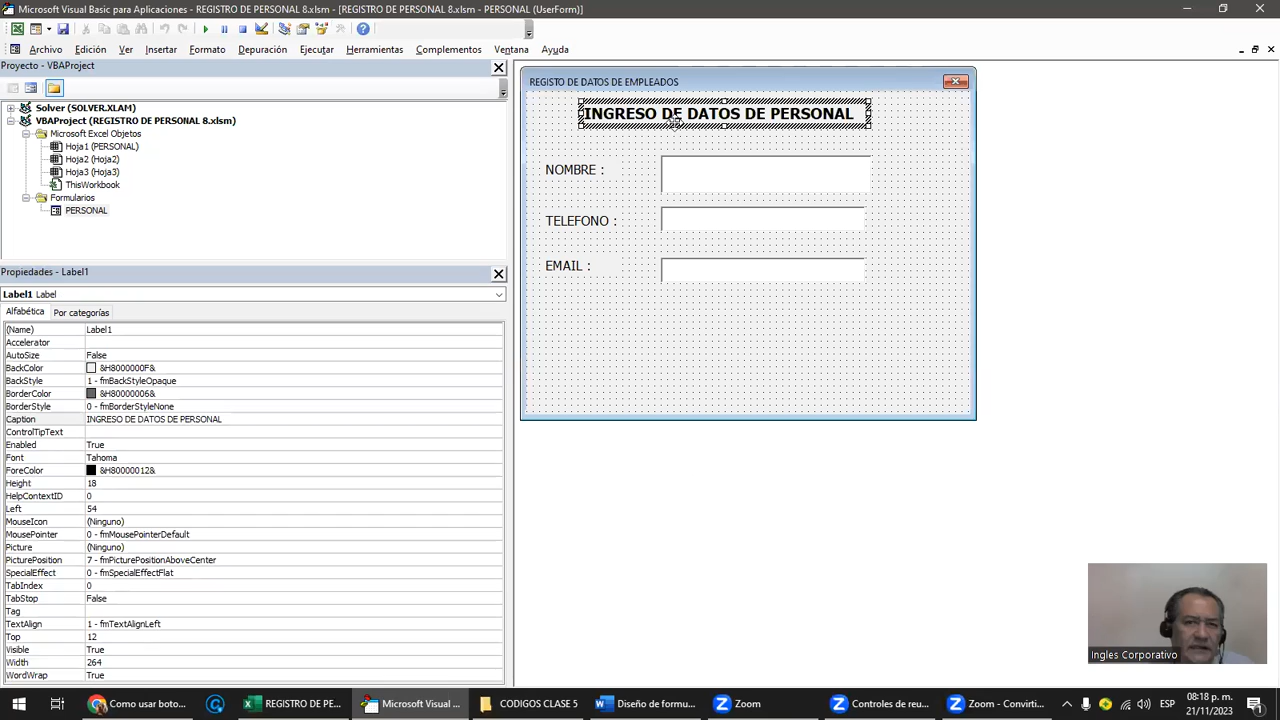 Microsoft Visual Basic para Aplicaciones - REGISTRO DE PERSONAL 8.xlsm - [REGISTRO DE PERSONAL 8.xlsm - PERSONAL (UserForm)]
Archivo Edición Ver Insertar Formato Depuración Ejecutar Herramientas Complementos Ventana Ayuda
Proyecto - VBAProject
Solver (SOLVER.XLAM)
VBAProject (REGISTRO DE PERSONAL 8.xlsm)
Microsoft Excel Objetos
Hoja1 (PERSONAL)
Hoja2 (Hoja2)
Hoja3 (Hoja3)
ThisWorkbook
Formularios
PERSONAL
Propiedades - Label1
Label1 Label
Alfabética Por categorías
(Name) Label1
Accelerator
AutoSize False
BackColor &H8000000F&
BackStyle 1 - fmBackStyleOpaque
BorderColor &H80000006&
BorderStyle 0 - fmBorderStyleNone
Caption INGRESO DE DATOS DE PERSONAL
ControlTipText
Enabled True
Font Tahoma
ForeColor &H80000012&
Height 18
HelpContextID 0
Left 54
MouseIcon (Ninguno)
MousePointer 0 - fmMousePointerDefault
Picture (Ninguno)
PicturePosition 7 - fmPicturePositionAboveCenter
SpecialEffect 0 - fmSpecialEffectFlat
TabIndex 0
TabStop False
Tag
TextAlign 1 - fmTextAlignLeft
Top 12
Visible True
Width 264
WordWrap True
REGISTO DE DATOS DE EMPLEADOS
INGRESO DE DATOS DE PERSONAL
NOMBRE :
TELEFONO :
EMAIL :
Ingles Corporativo
Como usar boto...
REGISTRO DE PE...
Microsoft Visual ...
CODIGOS CLASE 5
Diseño de formu...
Zoom
Controles de reu...
Zoom - Convirti...
ESP
08:18 p. m.
21/11/2023